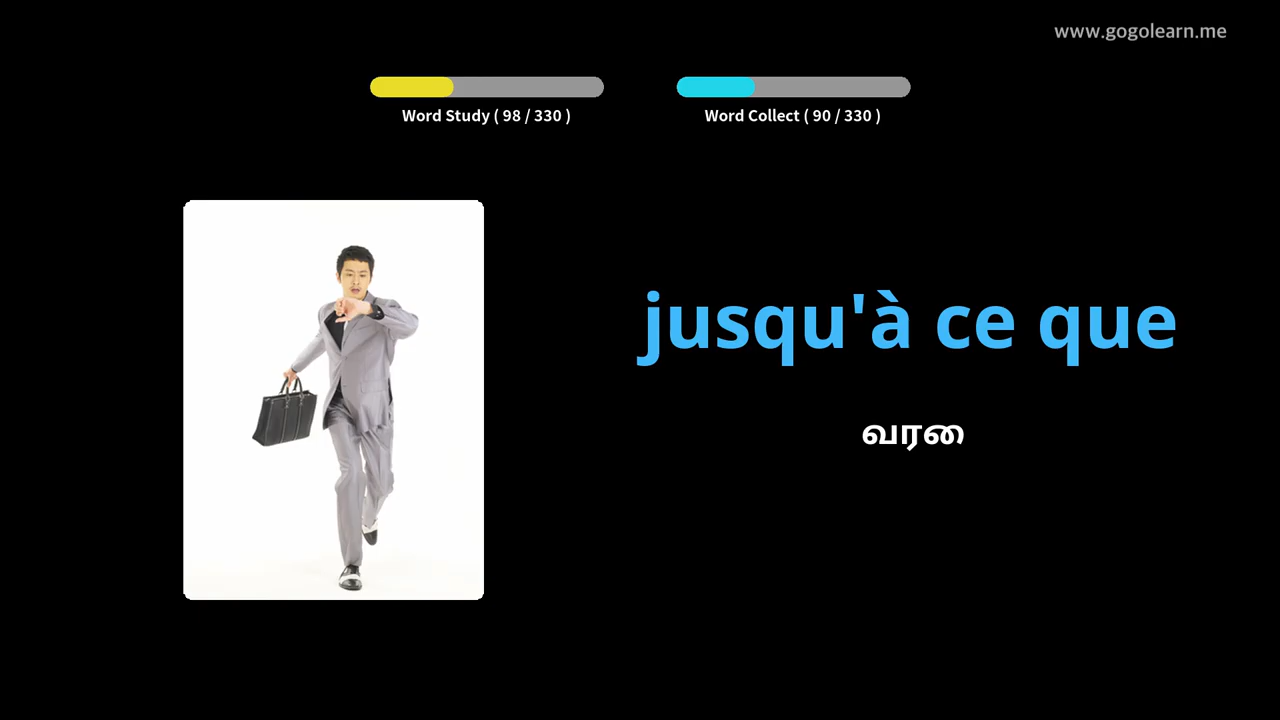 www.gogolearn.me
Word Study ( 98 / 330 )
Word Collect ( 90 / 330 )
jusqu'à ce que
வரை